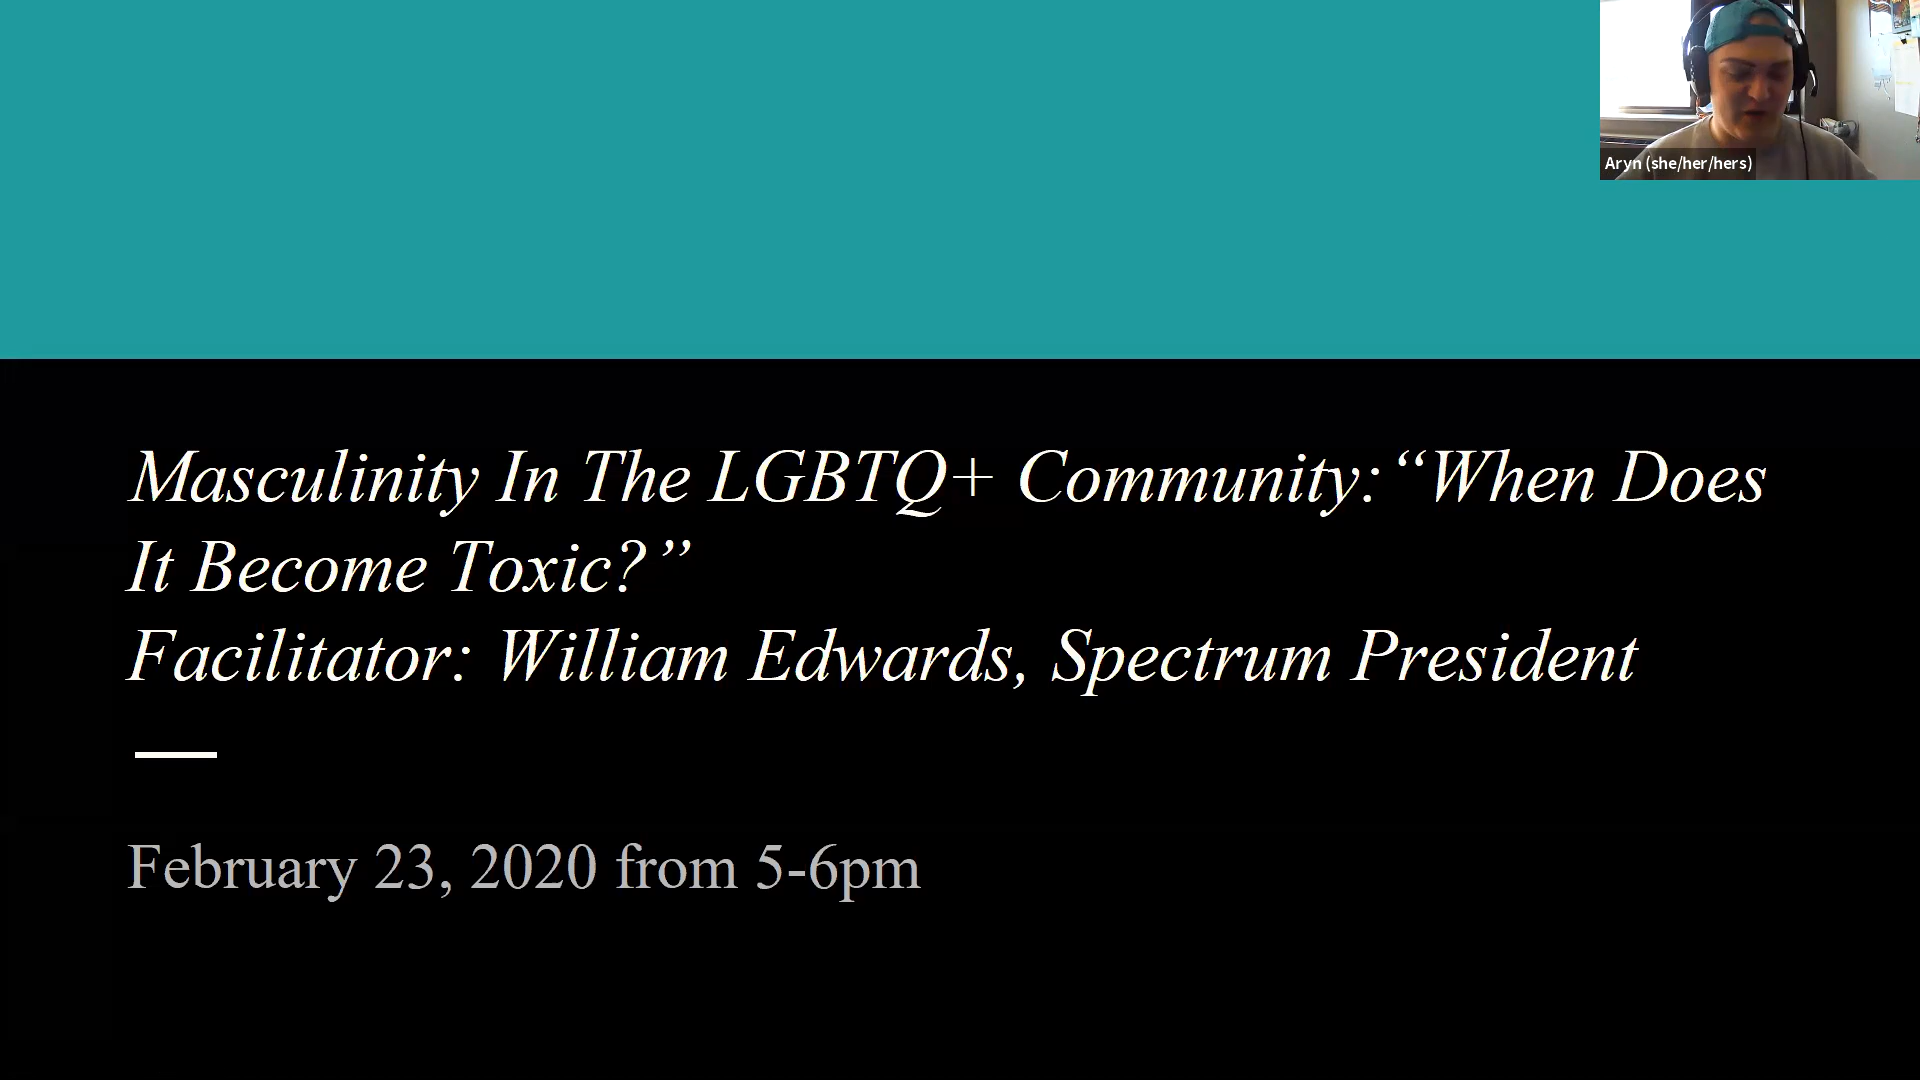 Aryn (she/her/hers)
Masculinity In The LGBTQ+ Community:“When Does
It Become Toxic?”
Facilitator: William Edwards, Spectrum President
February 23, 2020 from 5-6pm